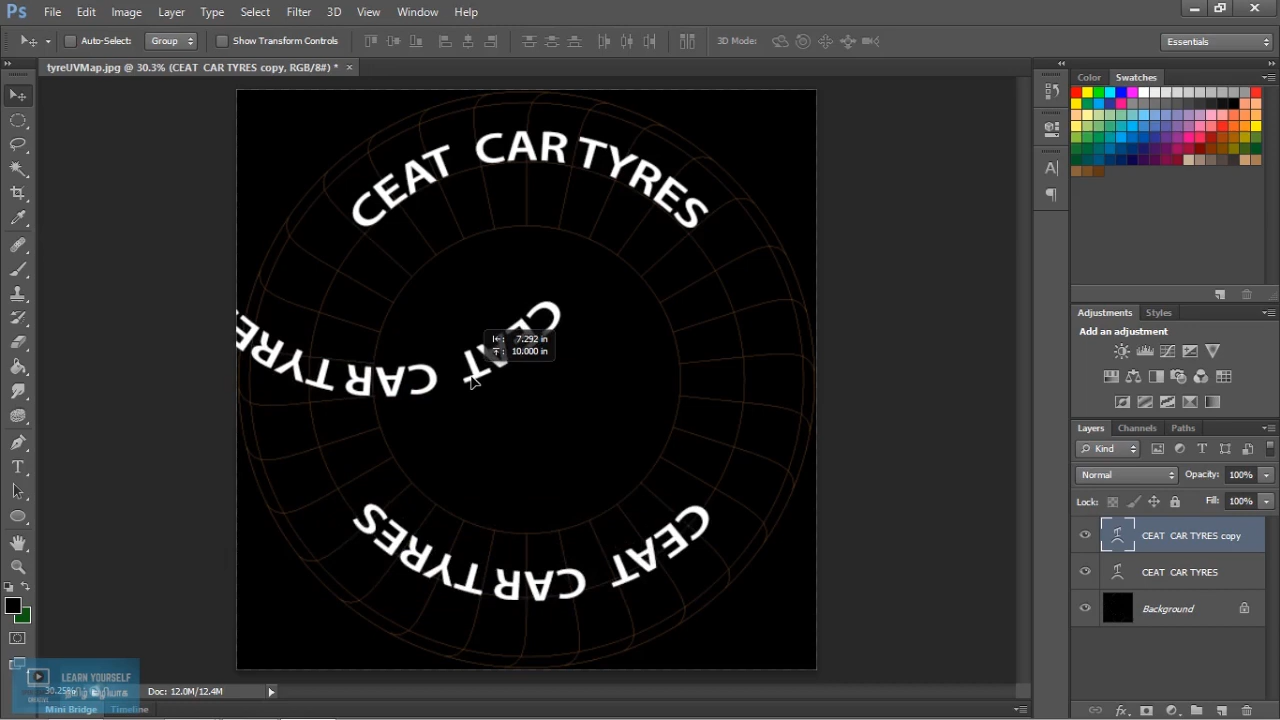 Ps File Edit Image Layer Type Select Filter 3D View Window Help
Auto-Select: Group Show Transform Controls 3D Mode: Essentials
tyreUVMap.jpg @ 30.3% (CEAT CAR TYRES copy, RGB/8#) * ×
Color Swatches
CEAT CAR TYRES
CEAT
7.292 in
10.000 in
CAR TYRES
CEAT CAR TYRES
Adjustments Styles
Add an adjustment
Layers Channels Paths
Kind
Normal Opacity: 100%
Lock: Fill: 100%
CEAT CAR TYRES copy
CEAT CAR TYRES
Background
LEARN YOURSELF
30.25% Doc: 12.0M/12.4M
Mini Bridge Timeline